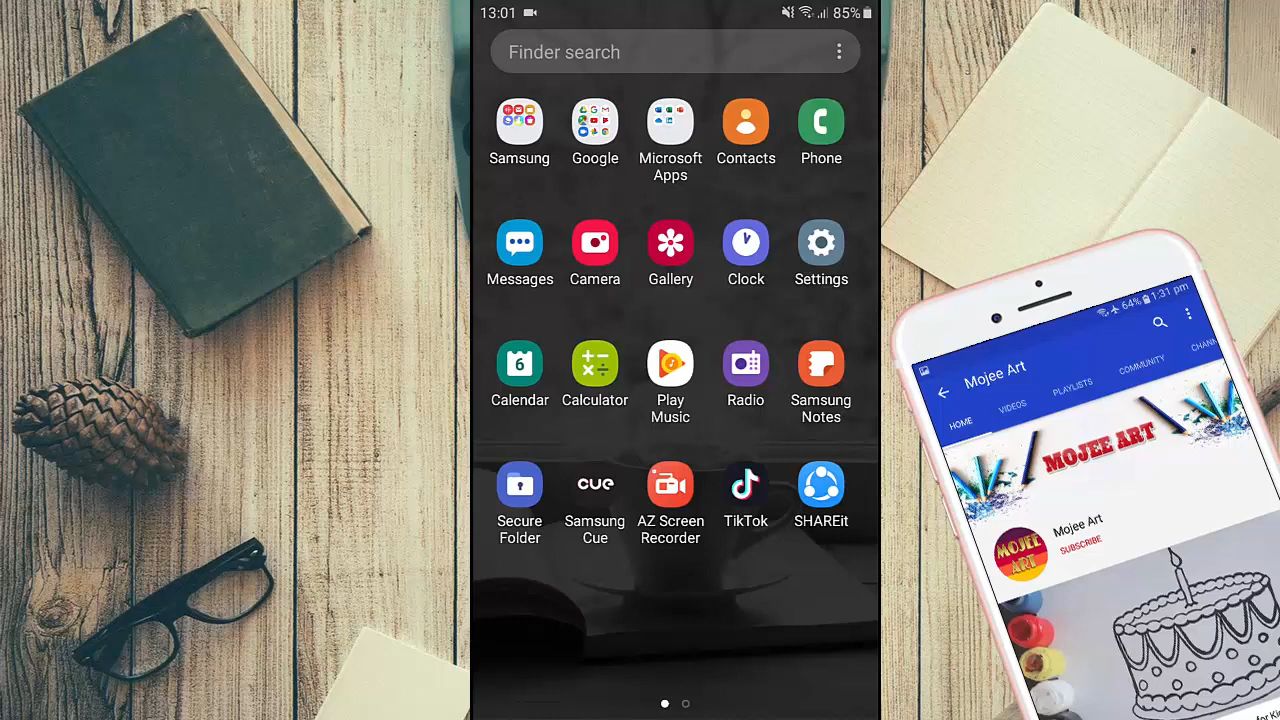 13:01
85%
Finder search
Samsung
Google
Microsoft
Apps
Contacts
Phone
Messages
Camera
Gallery
Clock
Settings
6
Calendar
Calculator
Play
Music
Radio
Samsung
Notes
Secure
Folder
CUE
Samsung
Cue
AZ Screen
Recorder
TikTok
SHAREit
64% 1:31 pm
Mojee Art
HOME VIDEOS PLAYLISTS COMMUNITY CHANN
MOJEE ART
MOJEE
ART
Mojee Art
SUBSCRIBE